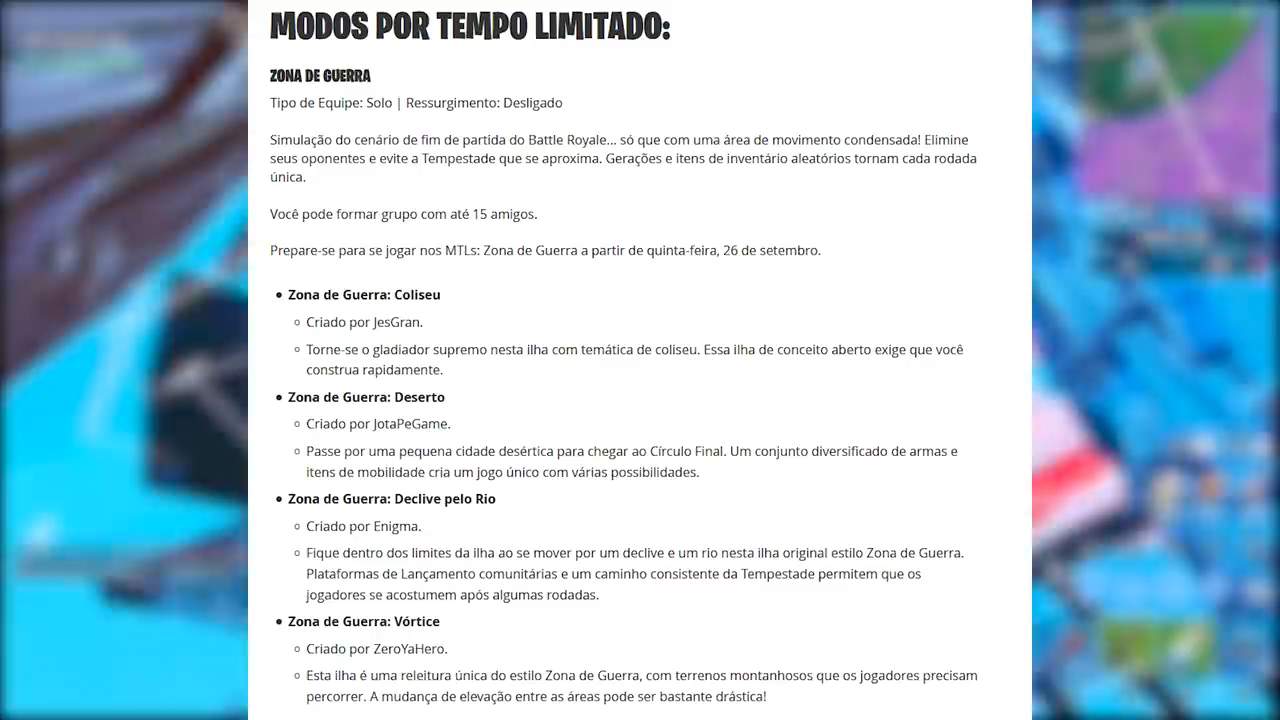 MODOS POR TEMPO LIMITADO:
ZONA DE GUERRA
Tipo de Equipe: Solo | Ressurgimento: Desligado
Simulação do cenário de fim de partida do Battle Royale... só que com uma área de movimento condensada! Elimine
seus oponentes e evite a Tempestade que se aproxima. Gerações e itens de inventário aleatórios tornam cada rodada
única.
Você pode formar grupo com até 15 amigos.
Prepare-se para se jogar nos MTLs: Zona de Guerra a partir de quinta-feira, 26 de setembro.
• Zona de Guerra: Coliseu
○ Criado por JesGran.
○ Torne-se o gladiador supremo nesta ilha com temática de coliseu. Essa ilha de conceito aberto exige que você
construa rapidamente.
• Zona de Guerra: Deserto
○ Criado por JotaPeGame.
○ Passe por uma pequena cidade desértica para chegar ao Círculo Final. Um conjunto diversificado de armas e
itens de mobilidade cria um jogo único com várias possibilidades.
• Zona de Guerra: Declive pelo Rio
○ Criado por Enigma.
○ Fique dentro dos limites da ilha ao se mover por um declive e um rio nesta ilha original estilo Zona de Guerra.
Plataformas de Lançamento comunitárias e um caminho consistente da Tempestade permitem que os
jogadores se acostumem após algumas rodadas.
• Zona de Guerra: Vórtice
○ Criado por ZeroYaHero.
○ Esta ilha é uma releitura única do estilo Zona de Guerra, com terrenos montanhosos que os jogadores precisam
percorrer. A mudança de elevação entre as áreas pode ser bastante drástica!